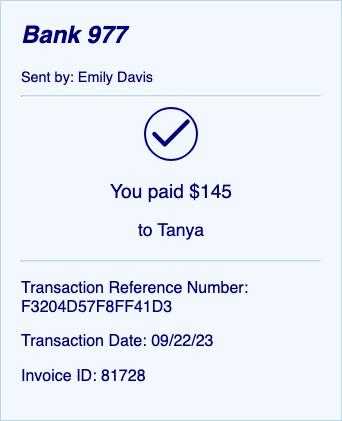 Bank 977
Sent by: Emily Davis
You paid $145
to Tanya
Transaction Reference Number:
F3204D57F8FF41D3
Transaction Date: 09/22/23
Invoice ID: 81728